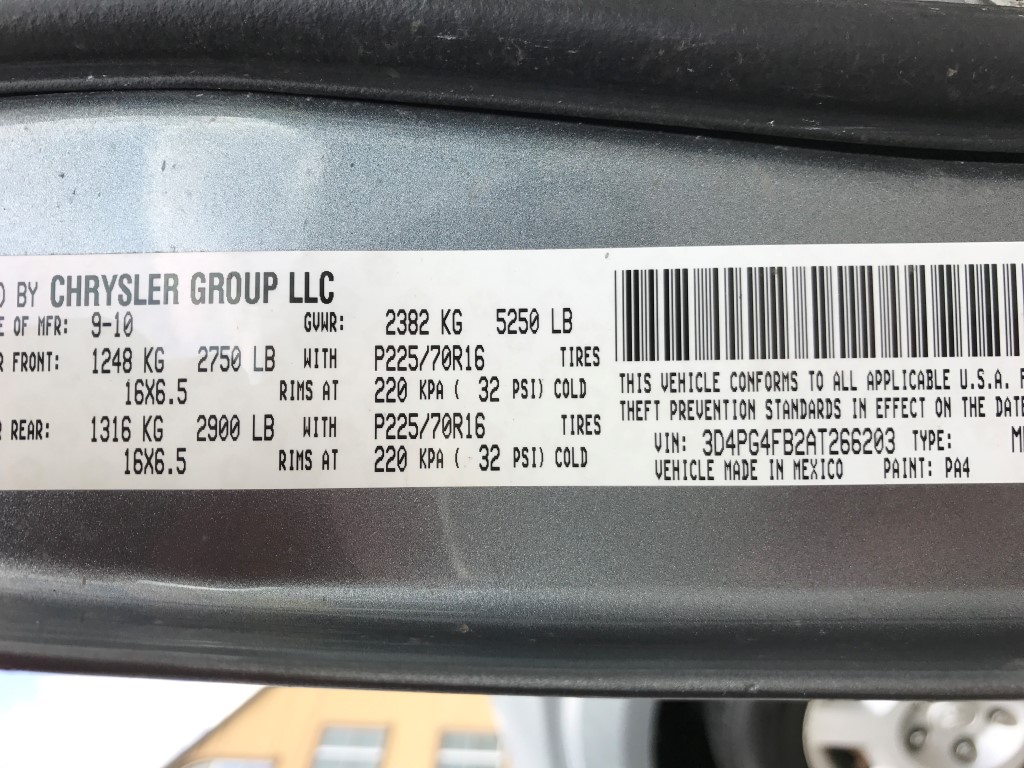 BY CHRYSLER GROUP LLC
OF MFR: 9-10 GVWR: 2382 KG 5250 LB
FRONT: 1248 KG 2750 LB WITH P225/70R16 TIRES
16X6.5 RIMS AT 220 KPA ( 32 PSI) COLD
REAR: 1316 KG 2900 LB WITH P225/70R16 TIRES
16X6.5 RIMS AT 220 KPA ( 32 PSI) COLD
THIS VEHICLE CONFORMS TO ALL APPLICABLE U.S.A.
THEFT PREVENTION STANDARDS IN EFFECT ON THE DATE
VIN: 3D4PG4FB2AT266203 TYPE:
VEHICLE MADE IN MEXICO PAINT: PA4